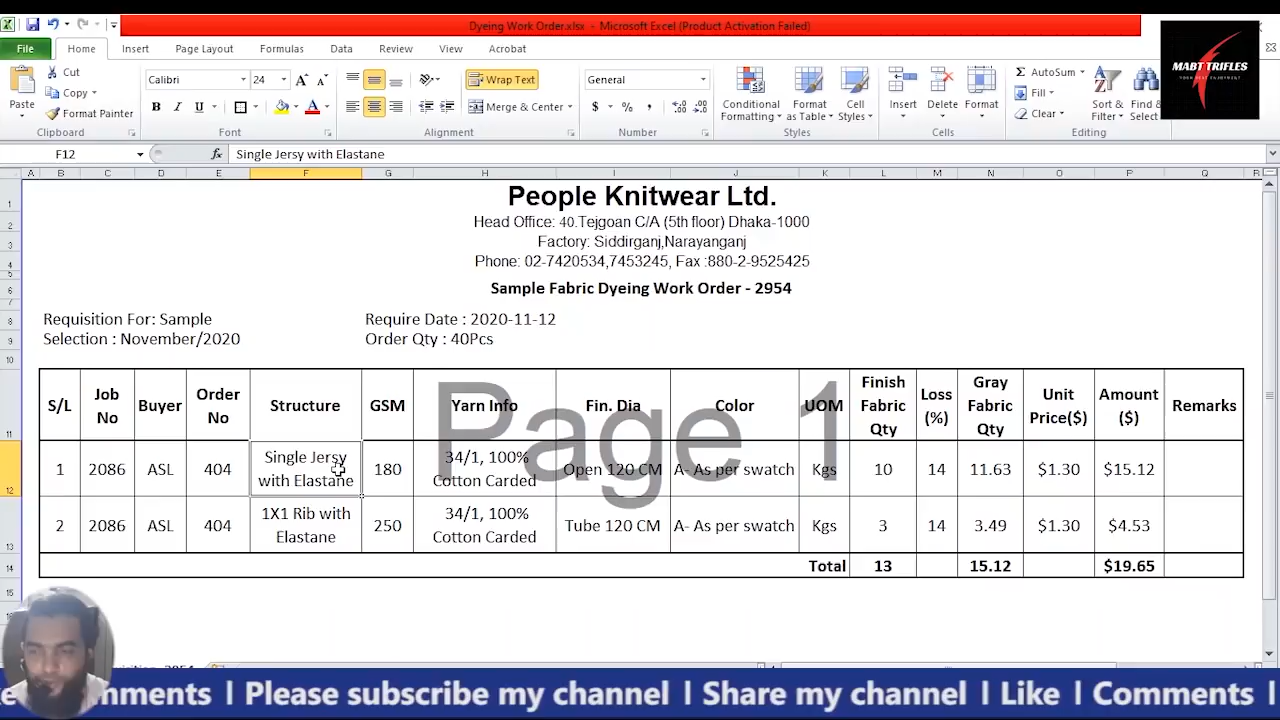 Dyeing Work Order.xlsx - Microsoft Excel (Product Activation Failed)
File Home Insert Page Layout Formulas Data Review View Acrobat
MABT TRIFLES
Paste Cut Copy Format Painter
Calibri 24 Wrap Text General
Merge & Center
Conditional Formatting Format as Table Cell Styles
Insert Delete Format
AutoSum Fill Clear Sort & Filter Find & Select
Clipboard Font Alignment Number Styles Cells Editing
F12 fx Single Jersy with Elastane
A B C D E F G H I J K L M N O P Q R
People Knitwear Ltd.
Head Office: 40.Tejgoan C/A (5th floor) Dhaka-1000
Factory: Siddirganj,Narayanganj
Phone: 02-7420534,7453245, Fax :880-2-9525425
Sample Fabric Dyeing Work Order - 2954
Requisition For: Sample Require Date : 2020-11-12
Selection : November/2020 Order Qty : 40Pcs
Page 1
S/L Job No Buyer Order No Structure GSM Yarn Info Fin. Dia Color UOM Finish Fabric Qty Loss (%) Gray Fabric Qty Unit Price($) Amount ($) Remarks
1 2086 ASL 404 Single Jersy with Elastane 180 34/1, 100% Cotton Carded Open 120 CM A- As per swatch Kgs 10 14 11.63 $1.30 $15.12
2 2086 ASL 404 1X1 Rib with Elastane 250 34/1, 100% Cotton Carded Tube 120 CM A- As per swatch Kgs 3 14 3.49 $1.30 $4.53
Total 13 15.12 $19.65
mments l Please subscribe my channel l Share my channel l Like l Comments l